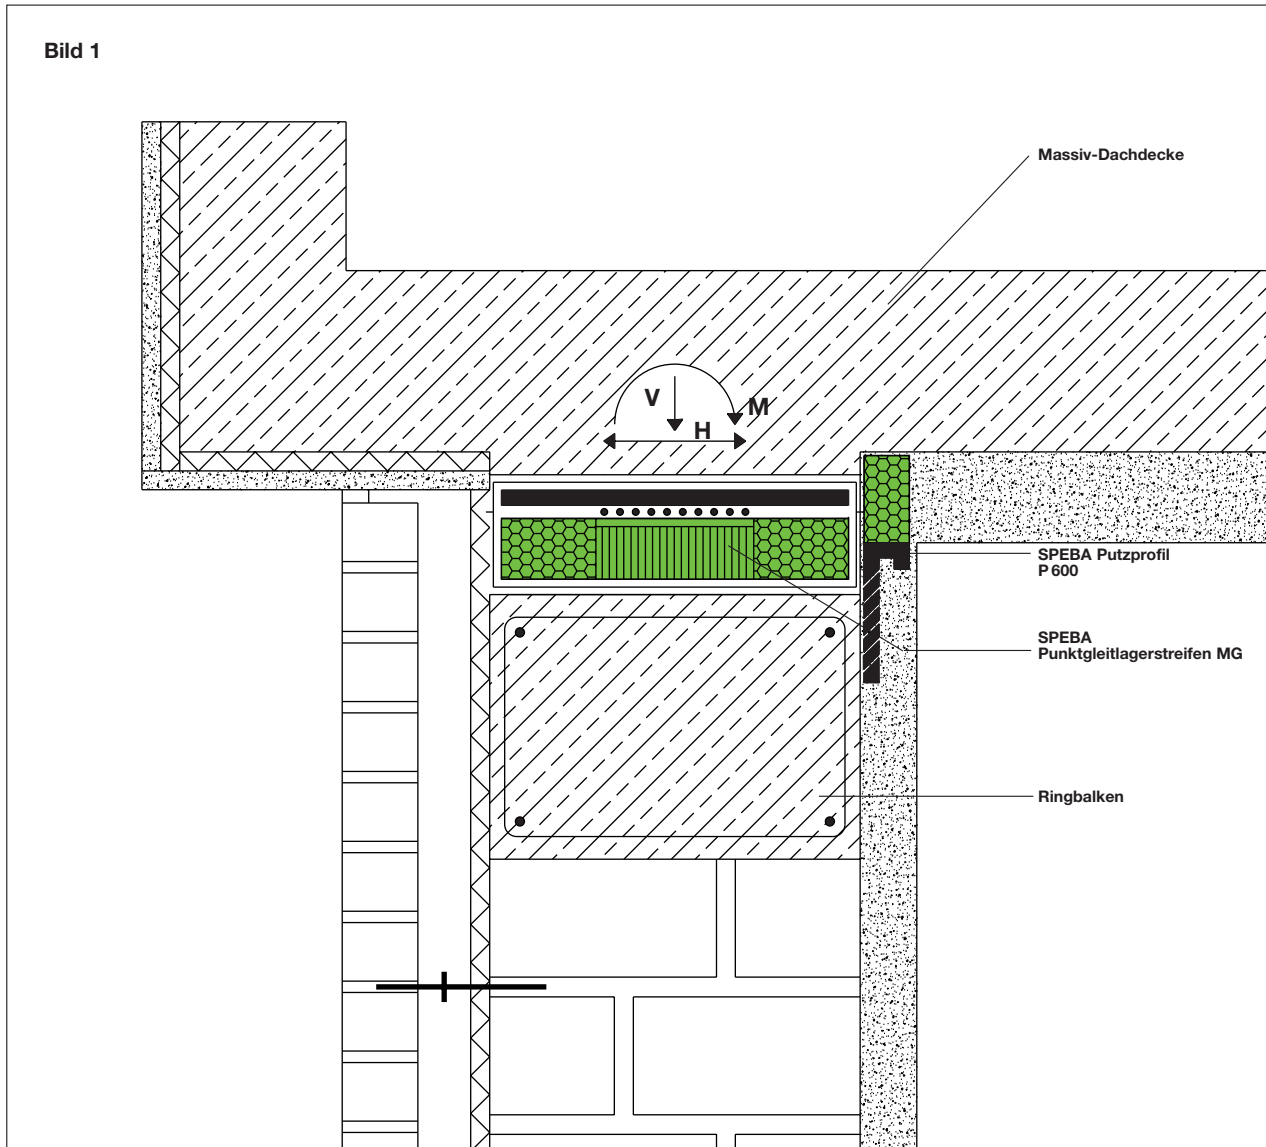 Bild 1
Massiv-Dachdecke
V
M
H
SPEBA Putzprofil
P 600
SPEBA
Punktgleitlagerstreifen MG
Ringbalken